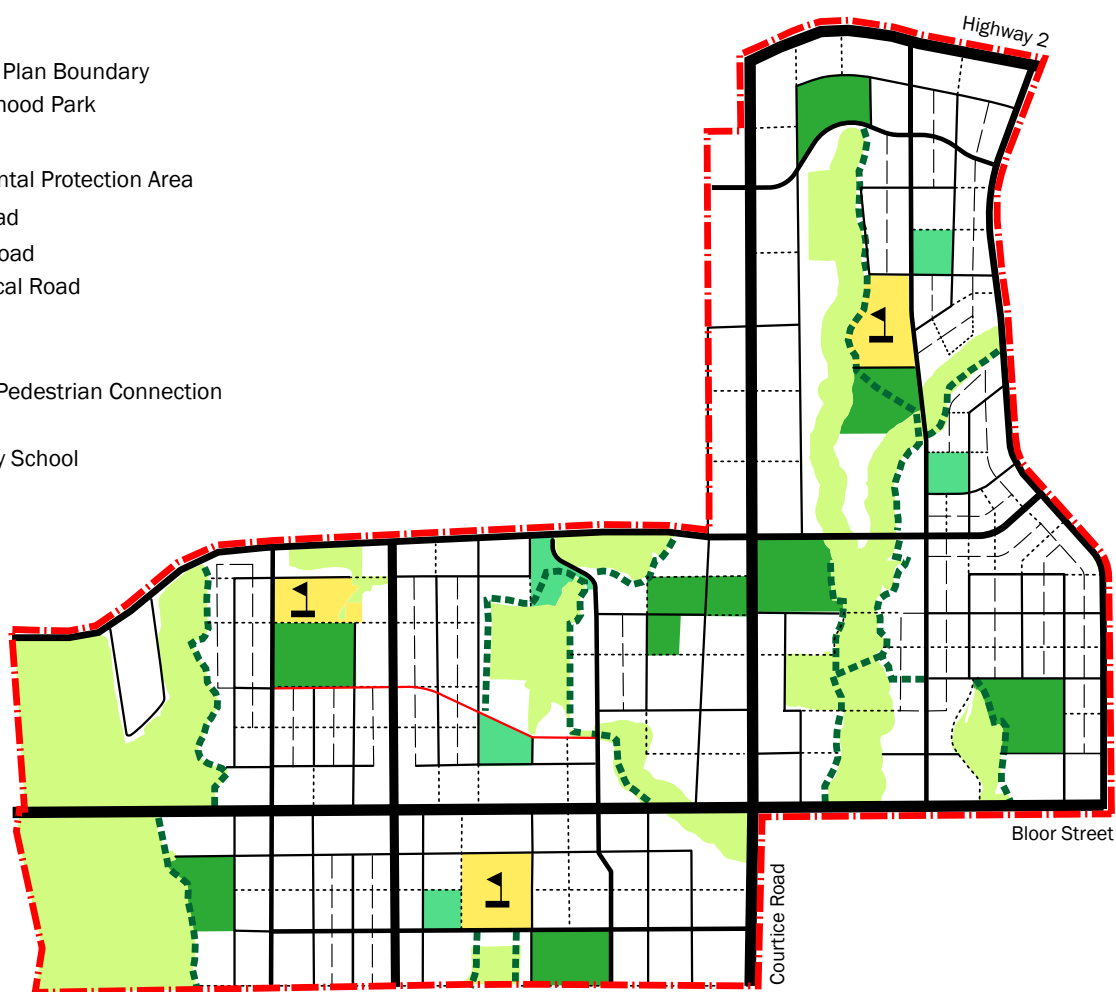 Highway 2
Plan Boundary
hood Park
ntal Protection Area
ad
oad
cal Road
Pedestrian Connection
y School
Bloor Street
Courtice Road